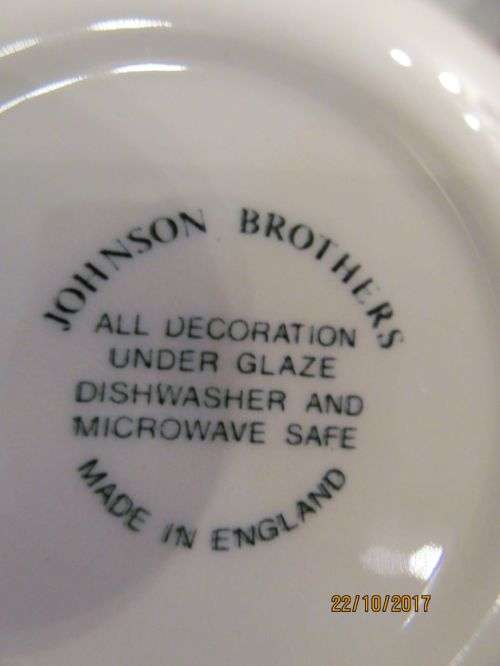 JOHNSON BROTHERS
ALL DECORATION
UNDER GLAZE
DISHWASHER AND
MICROWAVE SAFE
MADE IN ENGLAND
22/10/2017